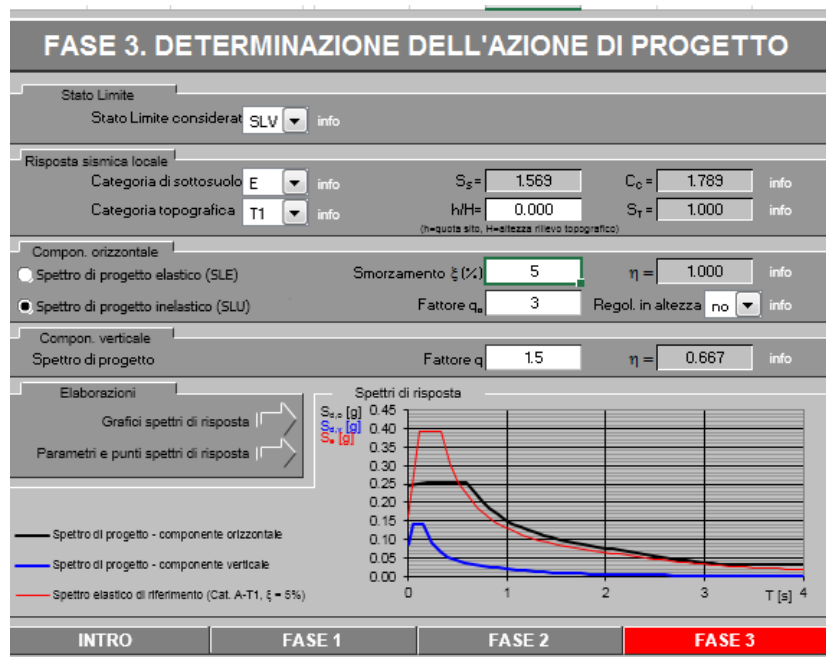 FASE 3. DETERMINAZIONE DELL'AZIONE DI PROGETTO
Stato Limite
Stato Limite considerat SLV info
Risposta sismica locale
Categoria di sottosuolo E info S_S= 1.569 C_C= 1.789 info
Categoria topografica T1 info h/H= 0.000 S_T= 1.000 info
(h=quota sito, H=altezza rilievo topografico)
Compon. orizzontale
Spettro di progetto elastico (SLE) Smorzamento ξ (%) 5 η = 1.000 info
Spettro di progetto inelastico (SLU) Fattore q₀ 3 Regol. in altezza no info
Compon. verticale
Spettro di progetto Fattore q 1.5 η = 0.667 info
Elaborazioni
Grafici spettri di risposta
Parametri e punti spettri di risposta
Spettri di risposta
S_d,o [g]
S_d,v [g]
S_e [g]
0.45
0.40
0.35
0.30
0.25
0.20
0.15
0.10
0.05
0.00
0 1 2 3 T [s] 4
Spettro di progetto - componente orizzontale
Spettro di progetto - componente verticale
Spettro elastico di riferimento (Cat. A-T1, ξ = 5%)
INTRO FASE 1 FASE 2 FASE 3